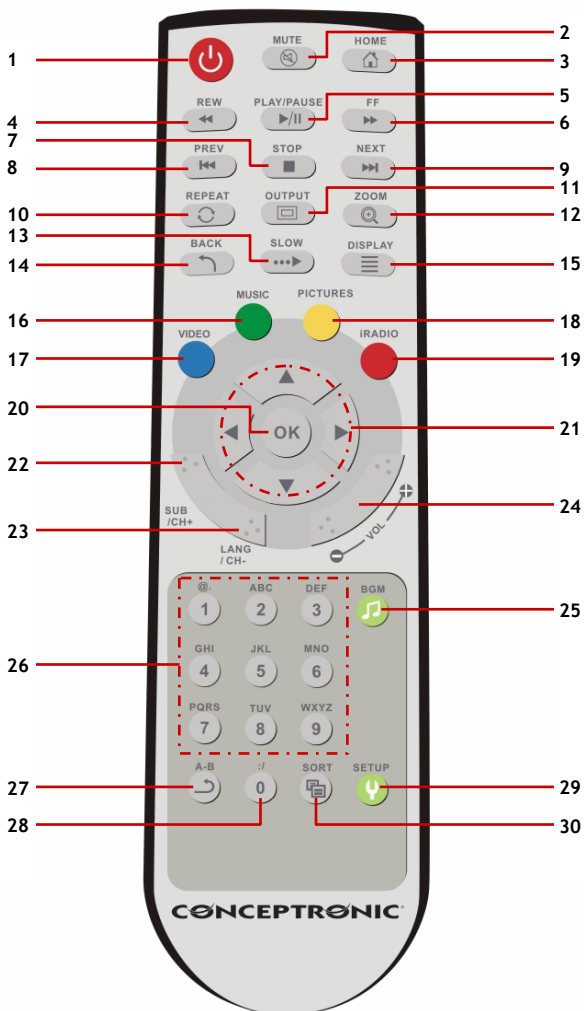 MUTE
HOME
2
1
3
REW
PLAY/PAUSE
FF
5
4
6
7
PREV
STOP
NEXT
8
9
REPEAT
OUTPUT
ZOOM
11
10
12
13
BACK
SLOW
DISPLAY
14
15
MUSIC
PICTURES
16
18
VIDEO
iRADIO
17
19
20
OK
21
22
SUB
/CH+
24
23
LANG
/ CH-
VOL
@.
ABC
DEF
BGM
1
2
3
25
GHI
JKL
MNO
26
4
5
6
PQRS
TUV
WXYZ
7
8
9
A-B
:/
SORT
SETUP
27
0
29
28
30
CONCEPTRONIC